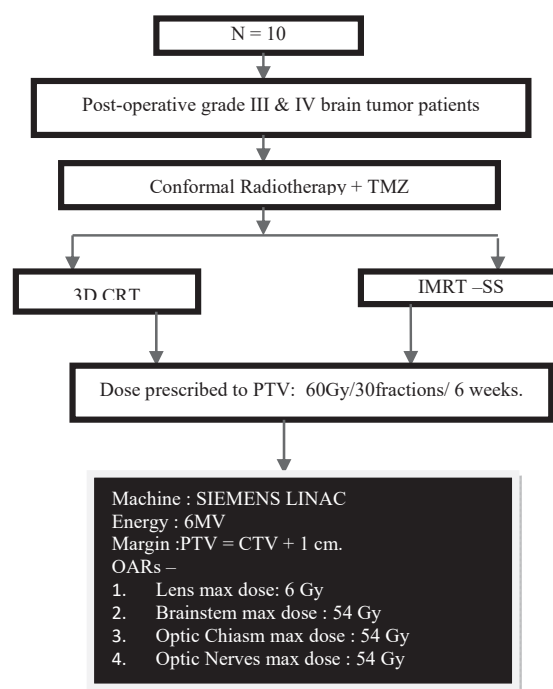 N = 10
Post-operative grade III & IV brain tumor patients
Conformal Radiotherapy + TMZ
3D CRT
IMRT –SS
Dose prescribed to PTV: 60Gy/30fractions/ 6 weeks.
Machine : SIEMENS LINAC
Energy : 6MV
Margin :PTV = CTV + 1 cm.
OARs –
1. Lens max dose: 6 Gy
2. Brainstem max dose : 54 Gy
3. Optic Chiasm max dose : 54 Gy
4. Optic Nerves max dose : 54 Gy